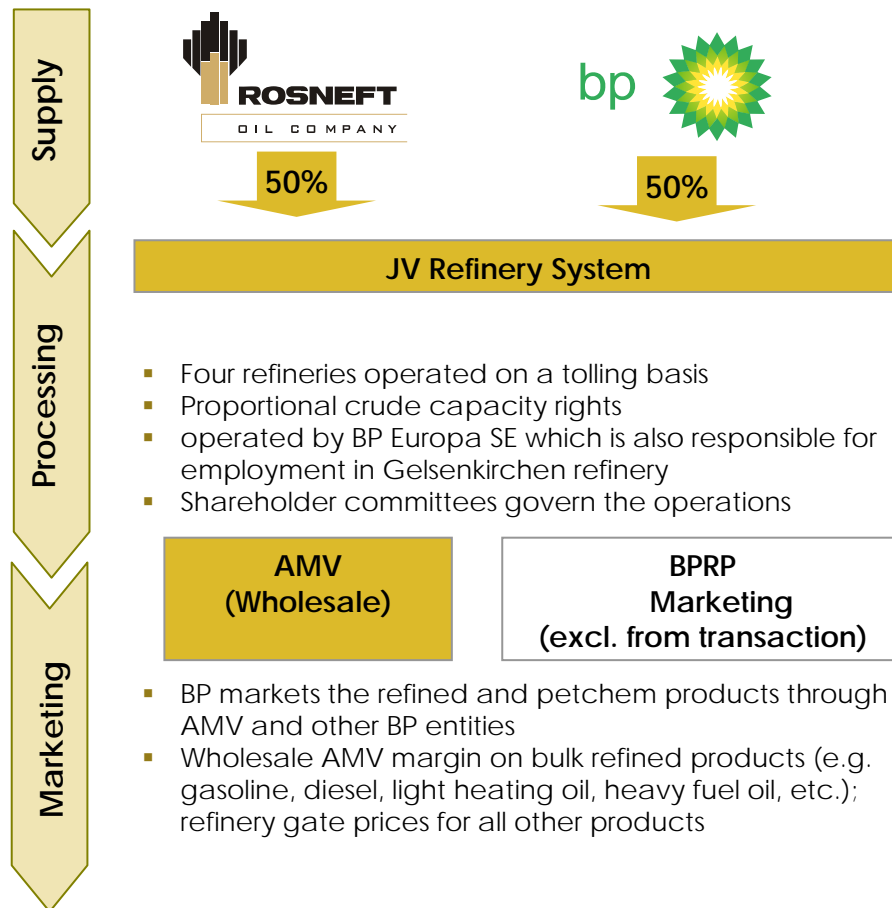 Supply
ROSNEFT
OIL COMPANY
bp
50%
50%
JV Refinery System
Processing
▪ Four refineries operated on a tolling basis
▪ Proportional crude capacity rights
▪ operated by BP Europa SE which is also responsible for
employment in Gelsenkirchen refinery
▪ Shareholder committees govern the operations
AMV
(Wholesale)
BPRP
Marketing
(excl. from transaction)
Marketing
▪ BP markets the refined and petchem products through
AMV and other BP entities
▪ Wholesale AMV margin on bulk refined products (e.g.
gasoline, diesel, light heating oil, heavy fuel oil, etc.);
refinery gate prices for all other products